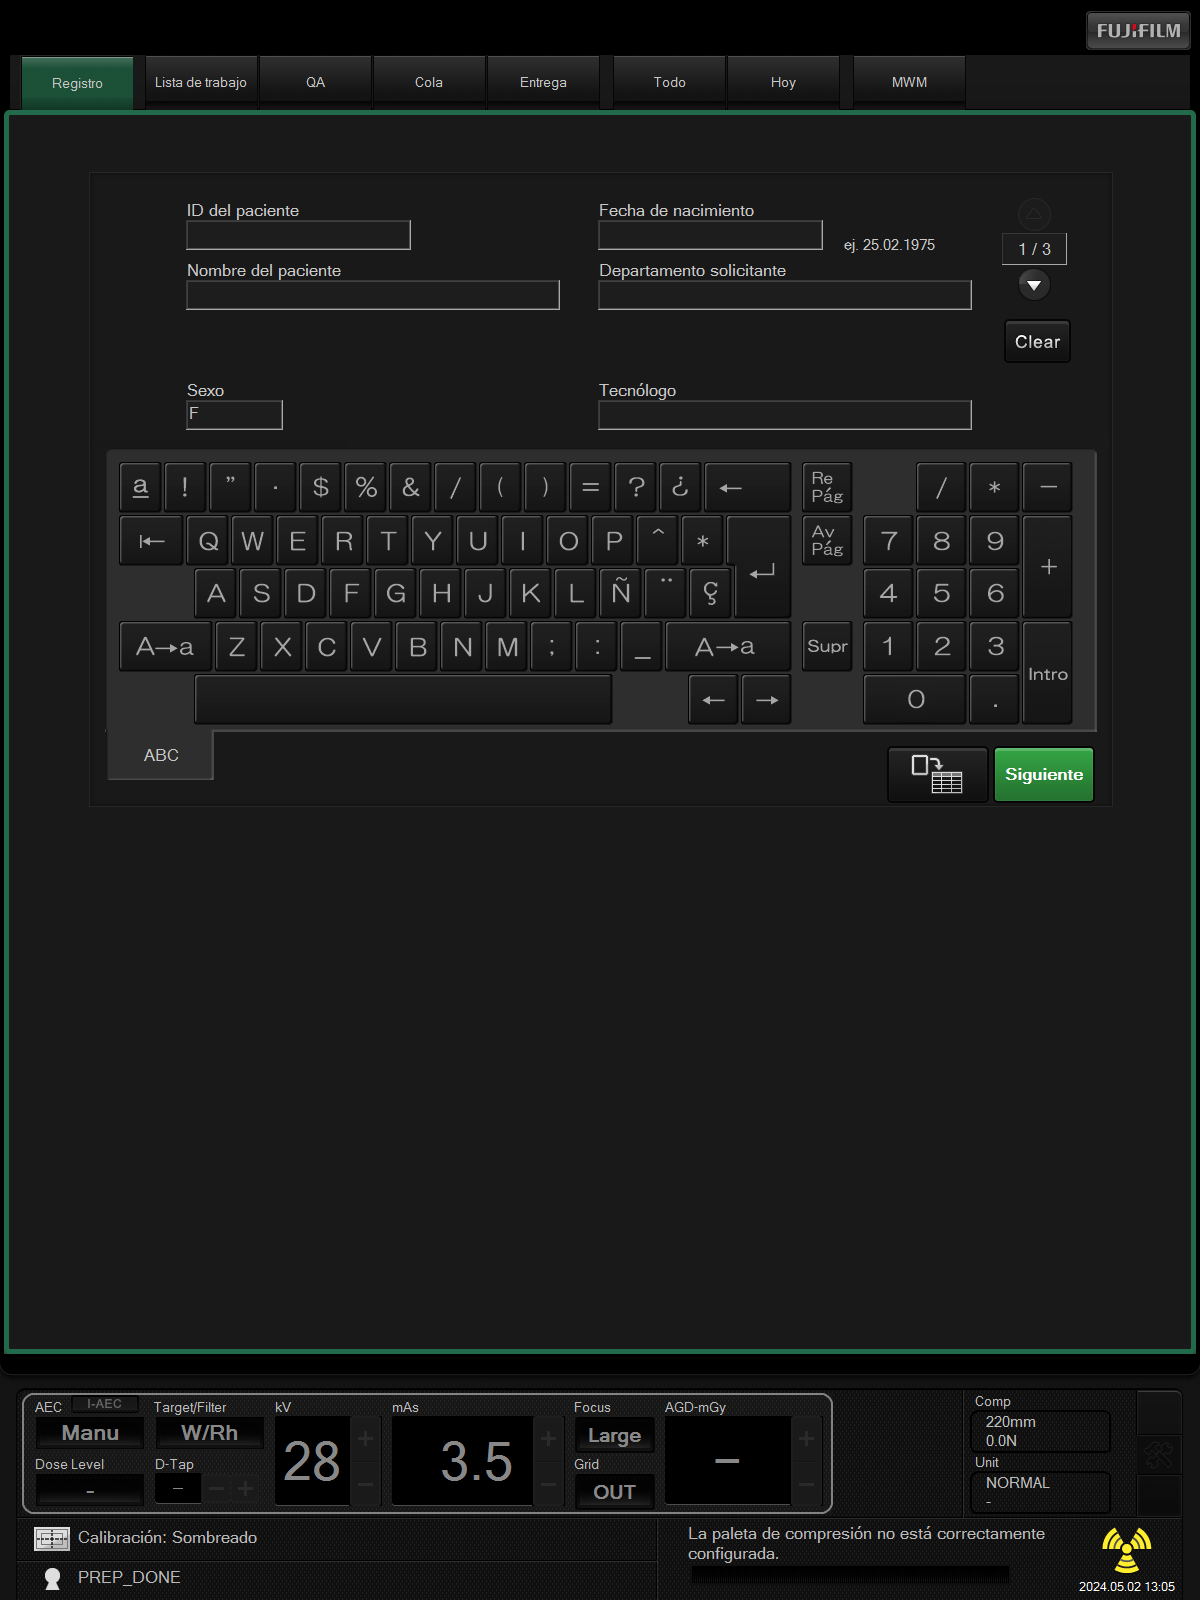 FUJIFILM
Registro
Lista de trabajo
QA
Cola
Entrega
Todo
Hoy
MWM
ID del paciente
Fecha de nacimiento
ej. 25.02.1975
1 / 3
Nombre del paciente
Departamento solicitante
Clear
Sexo
F
Tecnólogo
a ! ” · $ % & / ( ) = ? ¿ ← Re Pág / * −
⇤ Q W E R T Y U I O P ^ * Av Pág 7 8 9 +
A S D F G H J K L Ñ ¨ Ç ↵ 4 5 6
A→a Z X C V B N M ; : _ A→a Supr 1 2 3 Intro
← → 0 .
ABC
Siguiente
AEC I-AEC
Manu
Target/Filter
W/Rh
kV
28
+
−
mAs
3.5
+
−
Focus
Large
AGD-mGy
−
+
−
Comp
220mm
0.0N
Dose Level
-
D-Tap
− − +
Grid
OUT
Unit
NORMAL
-
Calibración: Sombreado
La paleta de compresión no está correctamente
configurada.
PREP_DONE
2024.05.02 13:05